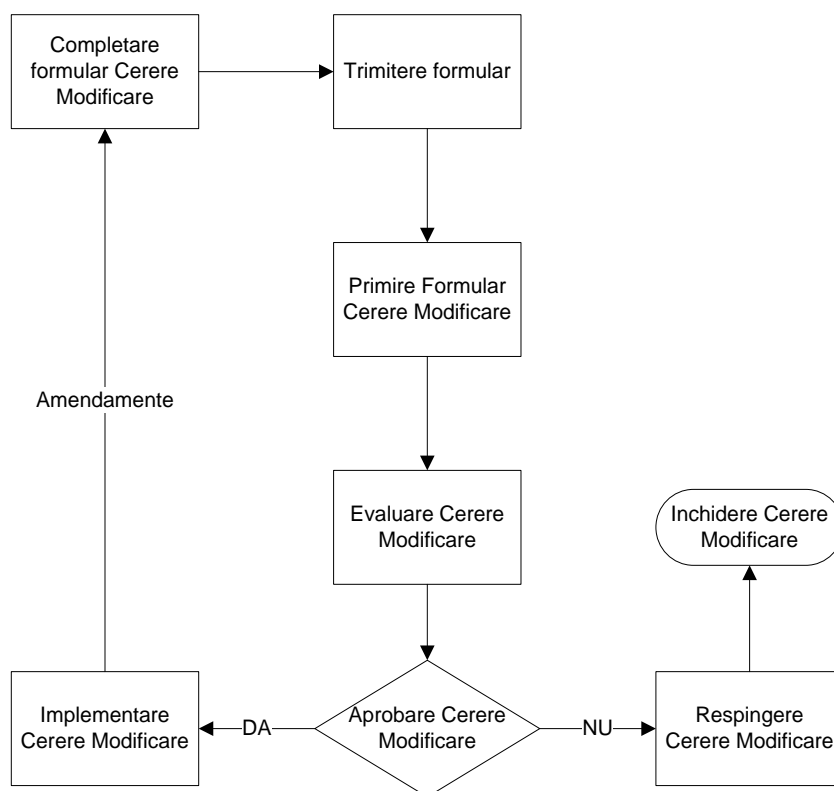 Completare
formular Cerere
Modificare
Trimitere formular
Primire Formular
Cerere Modificare
Amendamente
Evaluare Cerere
Modificare
Inchidere Cerere
Modificare
Implementare
Cerere Modificare
DA
Aprobare Cerere
Modificare
NU
Respingere
Cerere Modificare